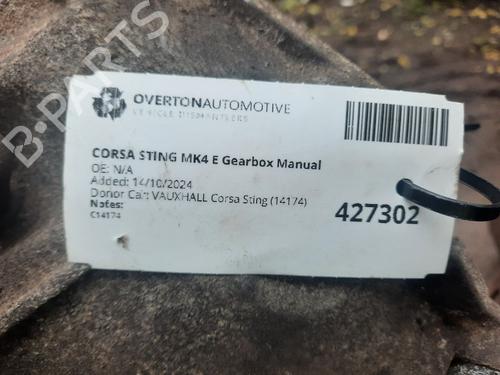 B-PARTS
OVERTONAUTOMOTIVE
VEHICLE DISMANTLERS
CORSA STING MK4 E Gearbox Manual
OE: N/A
Added: 14/10/2024
Donor Car: VAUXHALL Corsa Sting (14174)
Notes:
C14174
427302